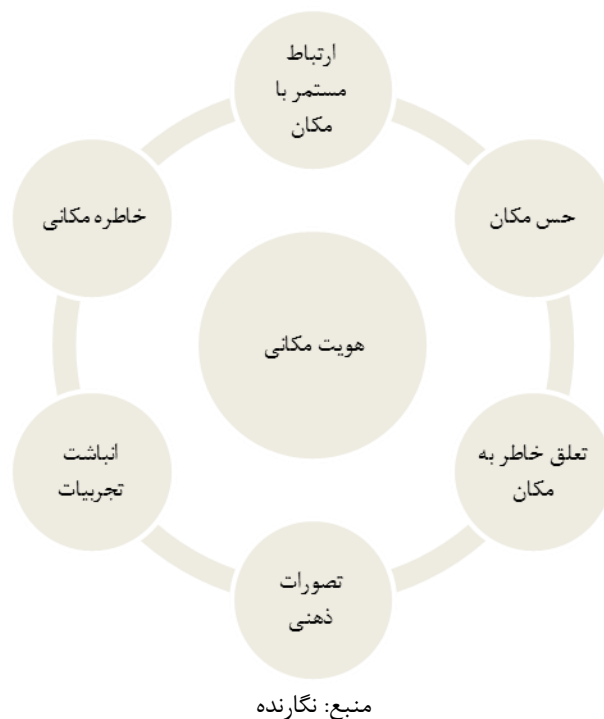 ارتباط
مستمر با
مکان
حس مکان
تعلق خاطر به
مکان
تصورات
ذهنی
انباشت
تجربیات
خاطره مکانی
هویت مکانی
منبع: نگارنده